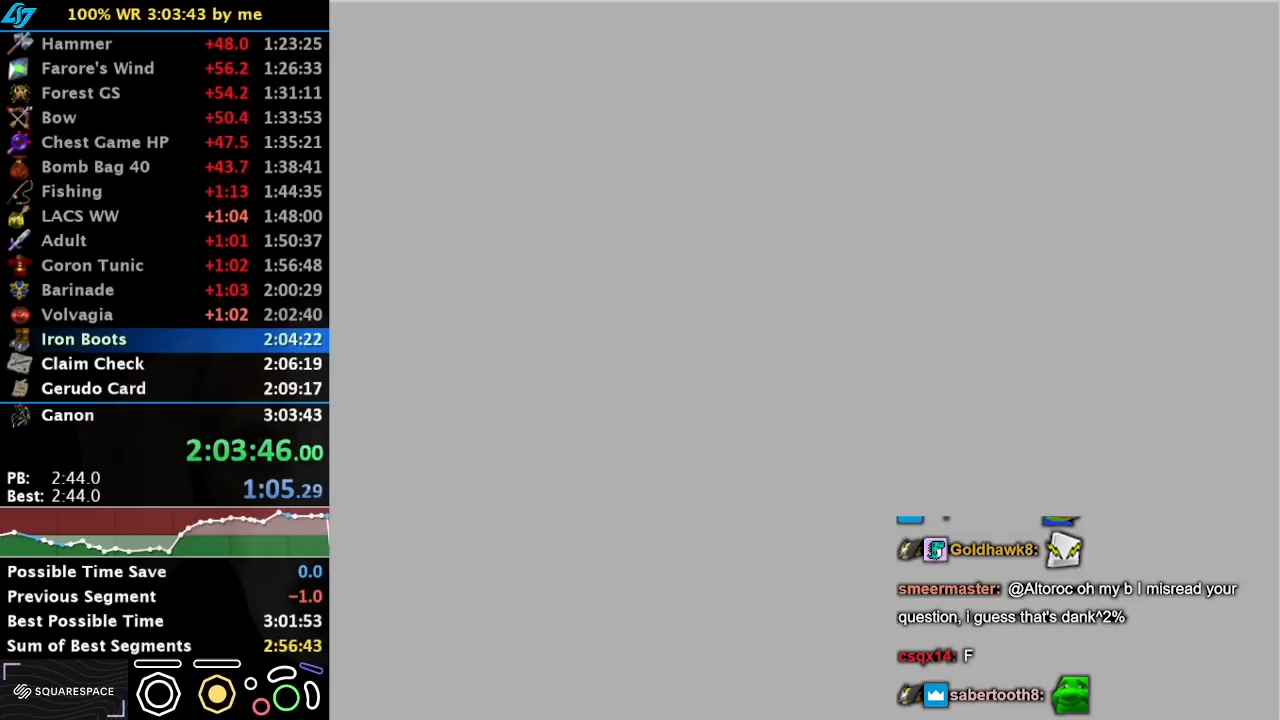 100% WR 3:03:43 by me
Hammer +48.0 1:23:25
Farore's Wind +56.2 1:26:33
Forest GS +54.2 1:31:11
Bow +50.4 1:33:53
Chest Game HP +47.5 1:35:21
Bomb Bag 40 +43.7 1:38:41
Fishing +1:13 1:44:35
LACS WW +1:04 1:48:00
Adult +1:01 1:50:37
Goron Tunic +1:02 1:56:48
Barinade +1:03 2:00:29
Volvagia +1:02 2:02:40
Iron Boots 2:04:22
Claim Check 2:06:19
Gerudo Card 2:09:17
Ganon 3:03:43
2:03:46.00
PB: 2:44.0
Best: 2:44.0
1:05.29
Possible Time Save 0.0
Previous Segment −1.0
Best Possible Time 3:01:53
Sum of Best Segments 2:56:43
SQUARESPACE
Goldhawk8:
smeermaster: @Altoroc oh my b I misread your
question, i guess that's dank^2%
csqx14: F
sabertooth8: